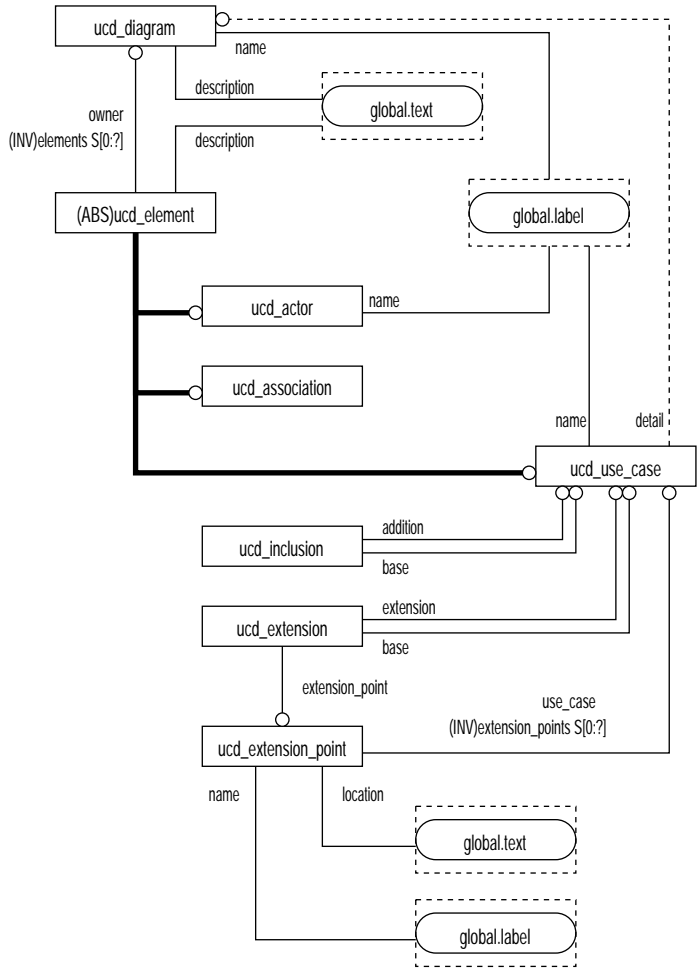 ucd_diagram
name
description
global.text
owner
(INV)elements S[0:?]
description
(ABS)ucd_element
global.label
ucd_actor
name
ucd_association
name
detail
ucd_use_case
addition
ucd_inclusion
base
extension
ucd_extension
base
extension_point
use_case
(INV)extension_points S[0:?]
ucd_extension_point
name
location
global.text
global.label